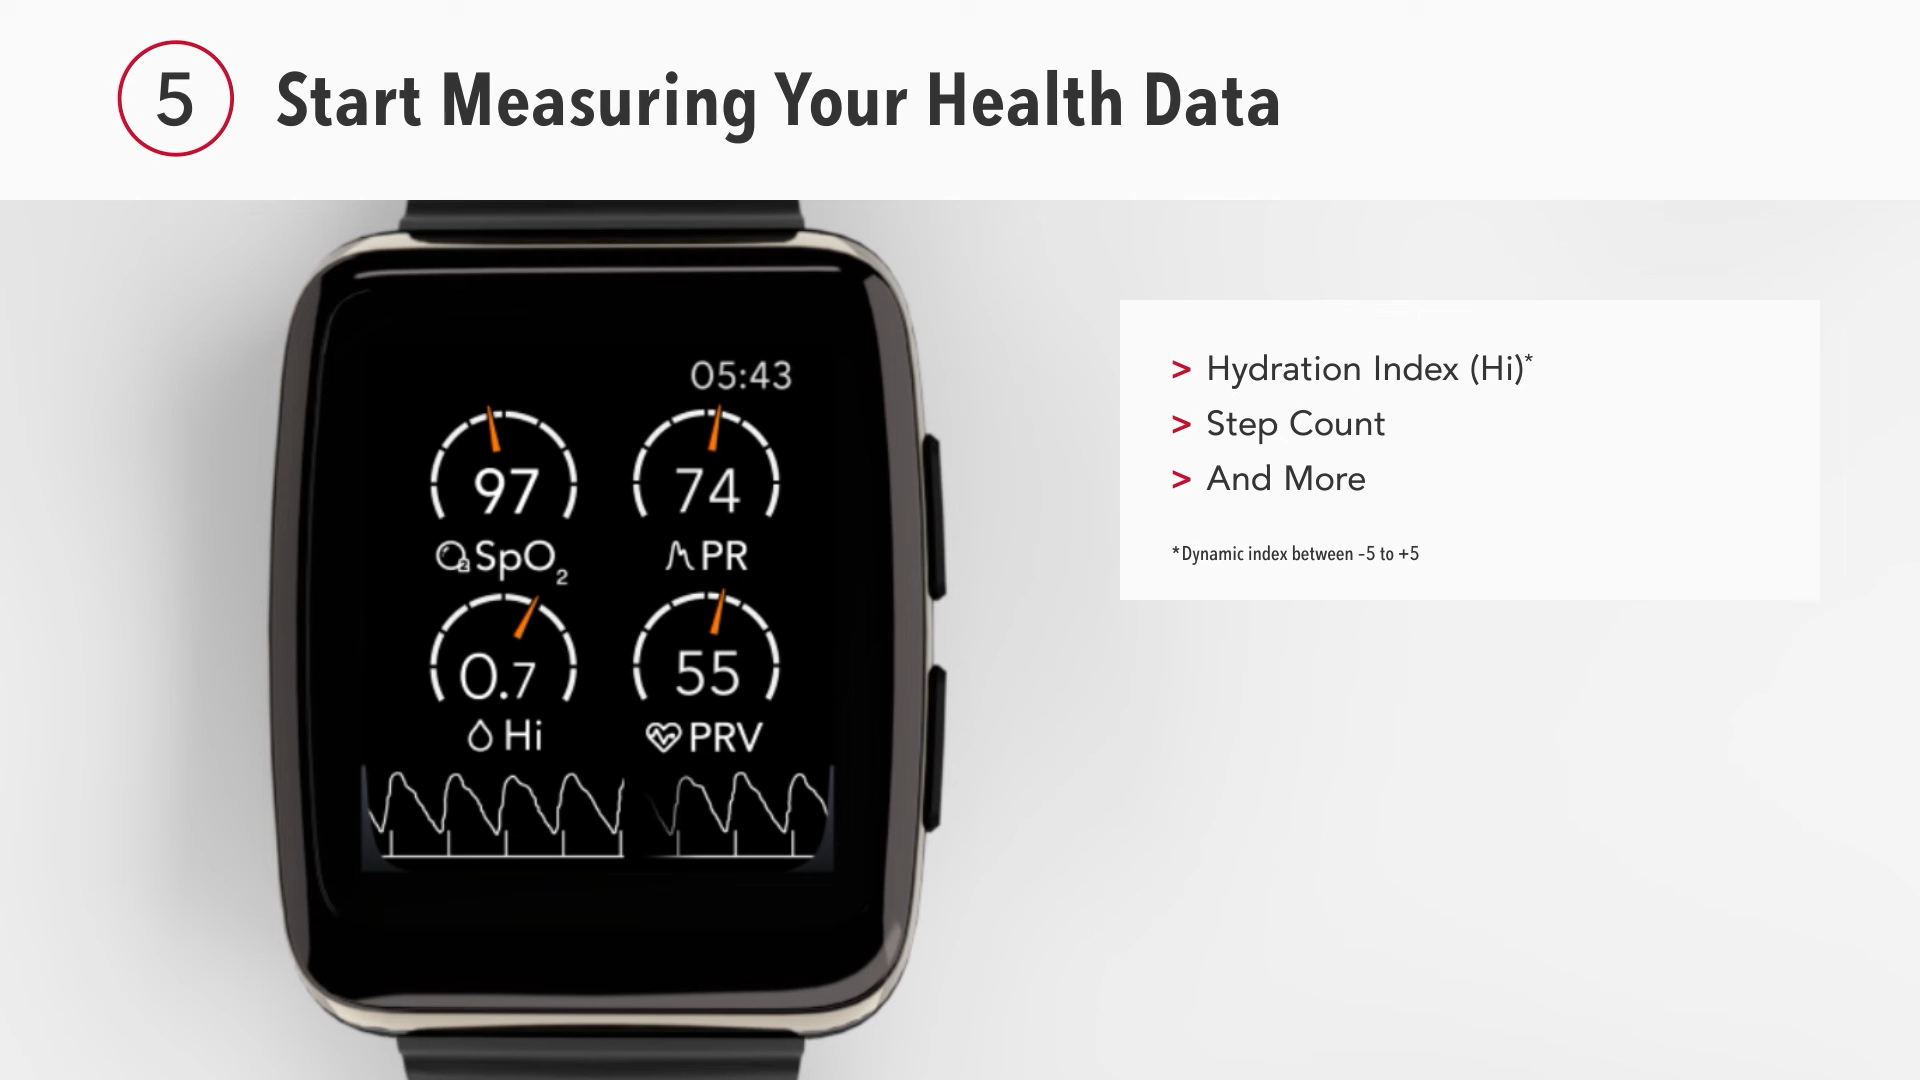 5
Start Measuring Your Health Data
05:43
97
74
SpO₂
PR
0.7
55
Hi
PRV
> Hydration Index (Hi)*
> Step Count
> And More
*Dynamic index between -5 to +5